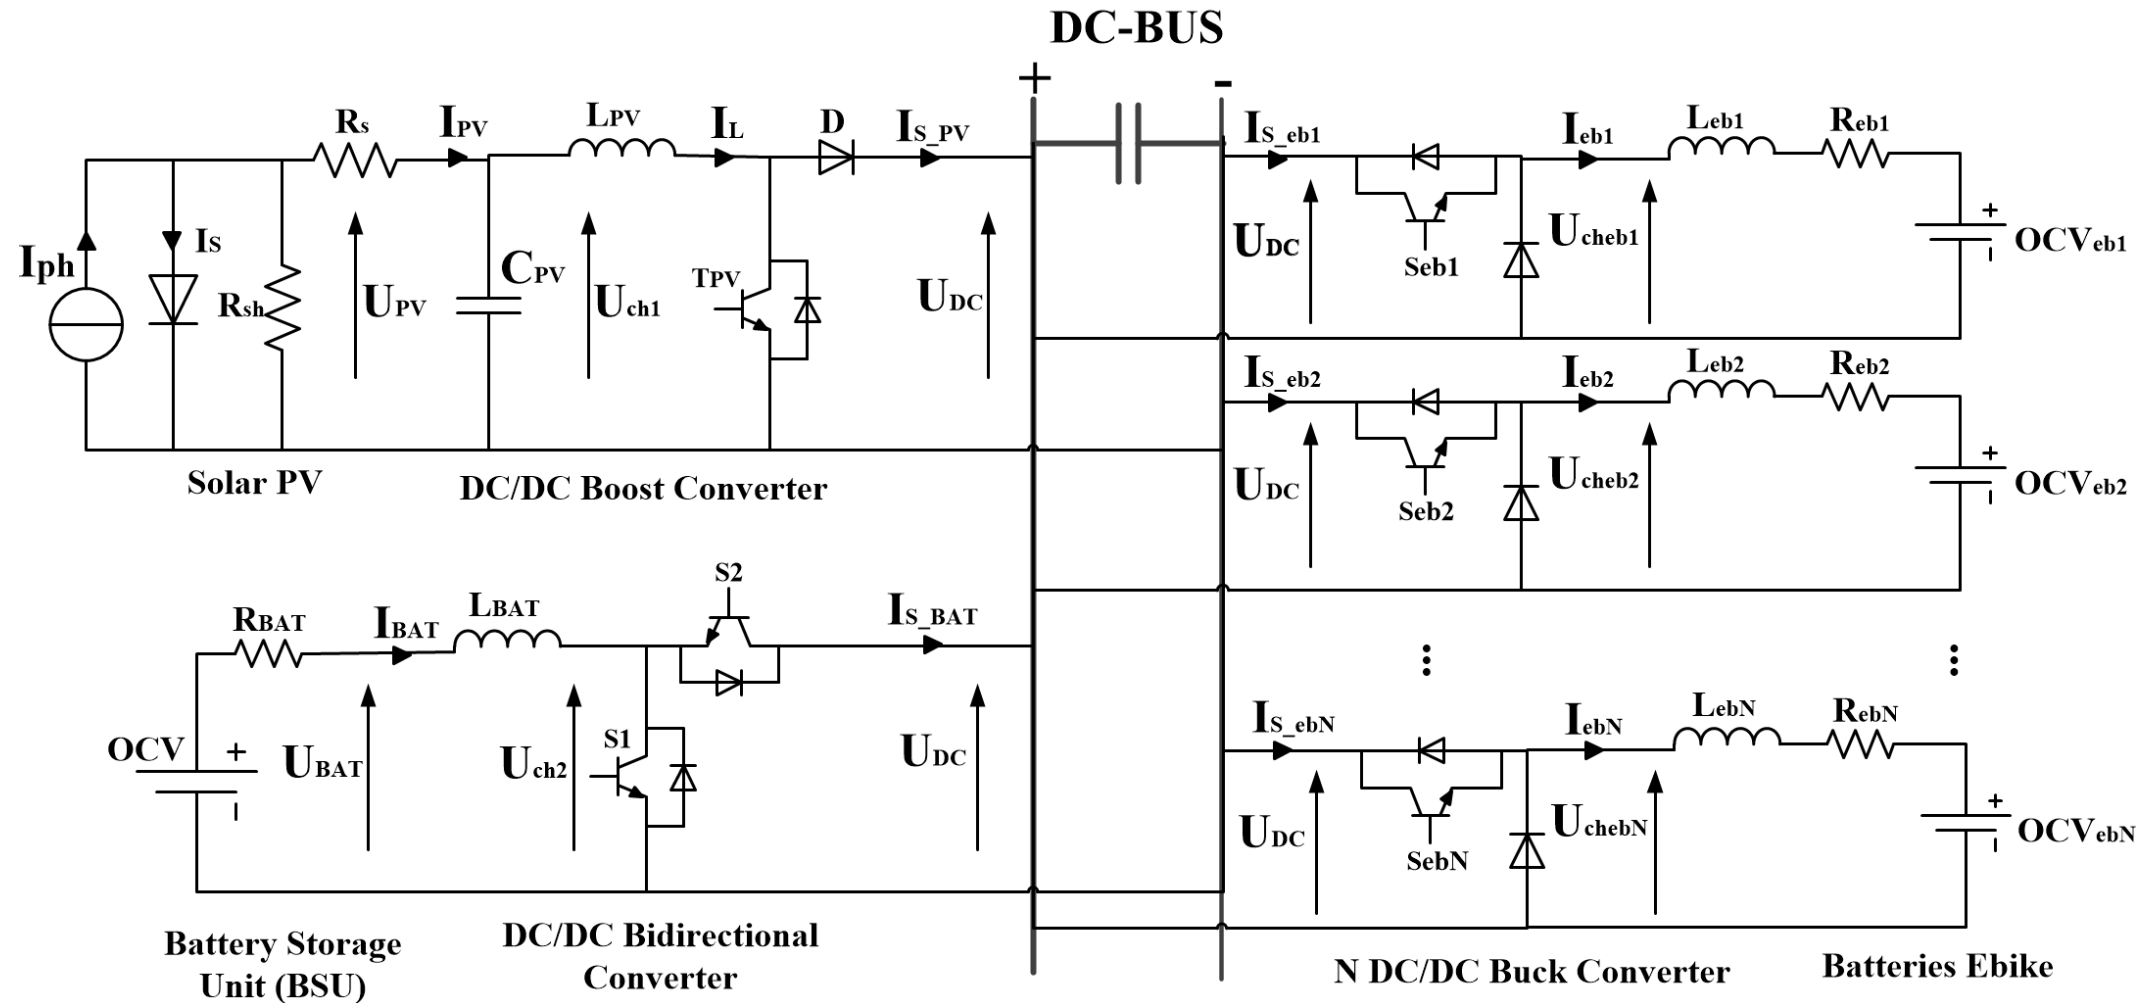 DC-BUS
+
-
Rs
IPV
LPV
IL
D
IS_PV
Iph
IS
Rsh
UPV
CPV
Uch1
TPV
UDC
Solar PV
DC/DC Boost Converter
IS_eb1
Ieb1
Leb1
Reb1
UDC
Seb1
Ucheb1
+
OCVeb1
-
IS_eb2
Ieb2
Leb2
Reb2
UDC
Seb2
Ucheb2
+
OCVeb2
-
RBAT
IBAT
LBAT
S2
IS_BAT
OCV
+
-
UBAT
Uch2
S1
UDC
Battery Storage
Unit (BSU)
DC/DC Bidirectional
Converter
IS_ebN
IebN
LebN
RebN
UDC
SebN
UchebN
+
OCVebN
-
N DC/DC Buck Converter
Batteries Ebike